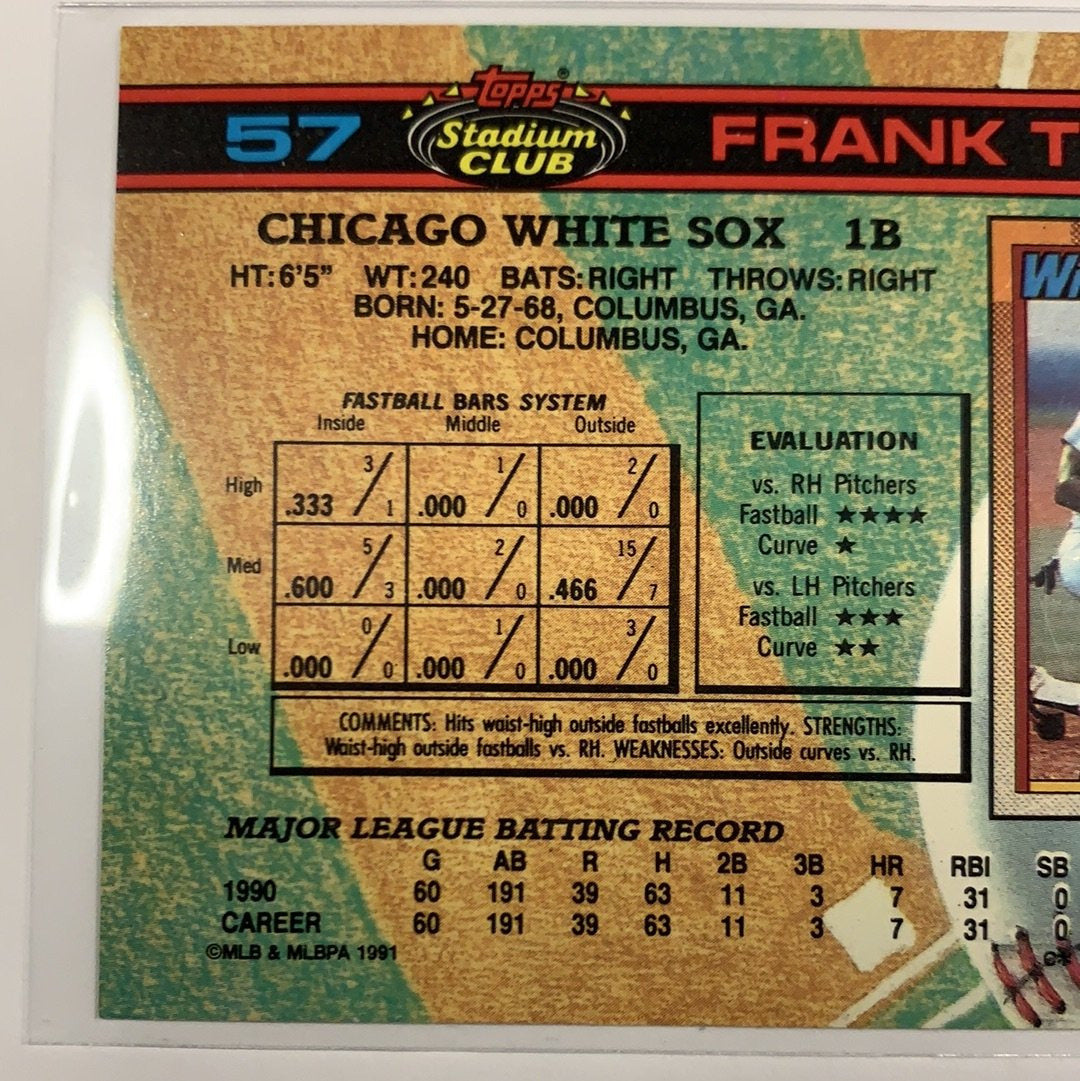 57 Topps® Stadium CLUB FRANK T
CHICAGO WHITE SOX 1B
HT: 6'5" WT: 240 BATS: RIGHT THROWS: RIGHT
BORN: 5-27-68, COLUMBUS, GA.
HOME: COLUMBUS, GA.
FASTBALL BARS SYSTEM
Inside Middle Outside
High .333 3/1 .000 1/0 .000 2/0
Med .600 5/3 .000 2/0 .466 15/7
Low .000 0/0 .000 1/0 .000 3/0
EVALUATION
vs. RH Pitchers
Fastball ★★★★
Curve ★
vs. LH Pitchers
Fastball ★★★
Curve ★★
COMMENTS: Hits waist-high outside fastballs excellently. STRENGTHS:
Waist-high outside fastballs vs. RH. WEAKNESSES: Outside curves vs. RH.
MAJOR LEAGUE BATTING RECORD
G AB R H 2B 3B HR RBI SB
1990 60 191 39 63 11 3 7 31 0
CAREER 60 191 39 63 11 3 7 31 0
©MLB & MLBPA 1991